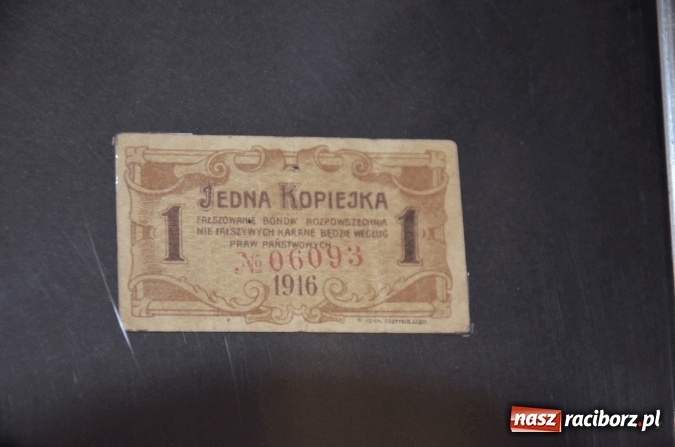 JEDNA KOPIEJKA
FAŁSZOWANIE BONÓW ROZPOWSZECHNIA
NIE FAŁSZYWYCH KARANE BĘDZIE WEDŁUG
PRAW PAŃSTWOWYCH
1 1
№ 06093
1916
nasz raciborz.pl